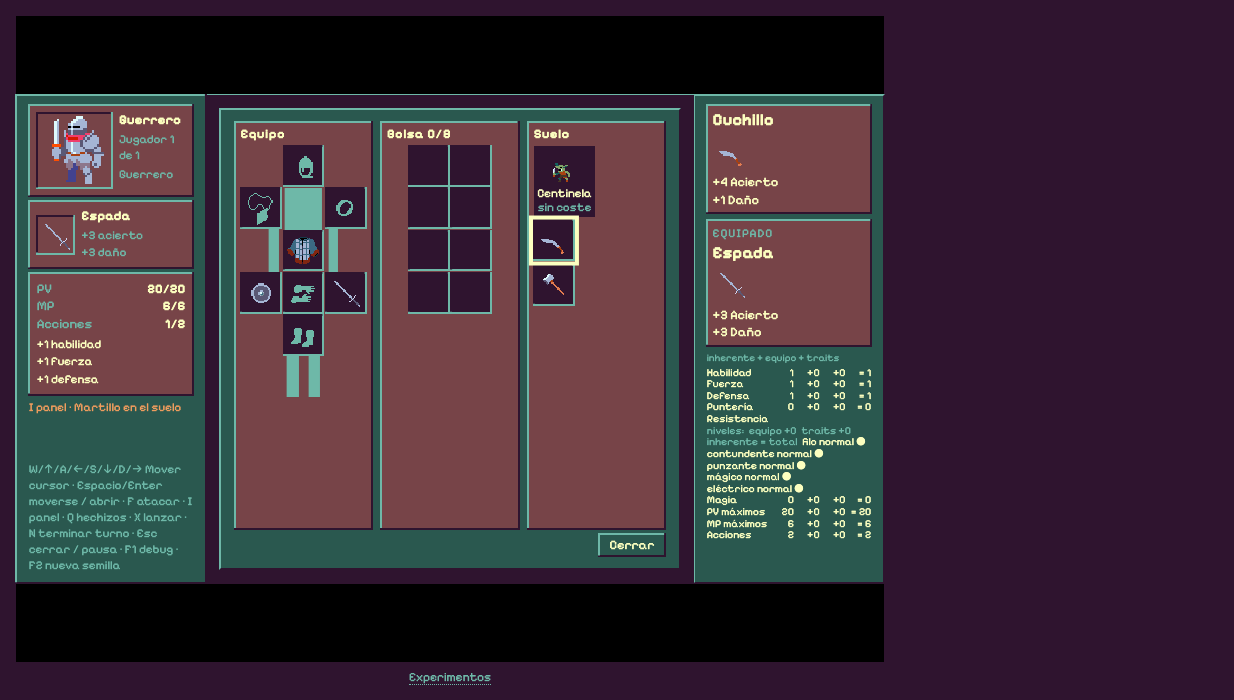 Guerrero
Jugador 1
de 1
Guerrero
Espada
+3 acierto
+3 daño
PV 20/20
MP 6/6
Acciones 1/2
+1 habilidad
+1 fuerza
+1 defensa
I panel · Martillo en el suelo
W/↑/A/←/S/↓/D/→ Mover
cursor · Espacio/Enter
moverse / abrir · F atacar · I
panel · Q hechizos · X lanzar ·
N terminar turno · Esc
cerrar / pausa · F1 debug ·
F2 nueva semilla
Equipo
Bolsa 0/8
Suelo
Centinela
sin coste
Cerrar
Cuchillo
+4 Acierto
+1 Daño
EQUIPADO
Espada
+3 Acierto
+3 Daño
inherente + equipo + traits
Habilidad 1 +0 +0 = 1
Fuerza 1 +0 +0 = 1
Defensa 1 +0 +0 = 1
Puntería 0 +0 +0 = 0
Resistencia
niveles: equipo +0 traits +0
inherente = total filo normal
contundente normal
punzante normal
mágico normal
eléctrico normal
Magia 0 +0 +0 = 0
PV máximos 20 +0 +0 = 20
MP máximos 6 +0 +0 = 6
Acciones 2 +0 +0 = 2
Experimentos